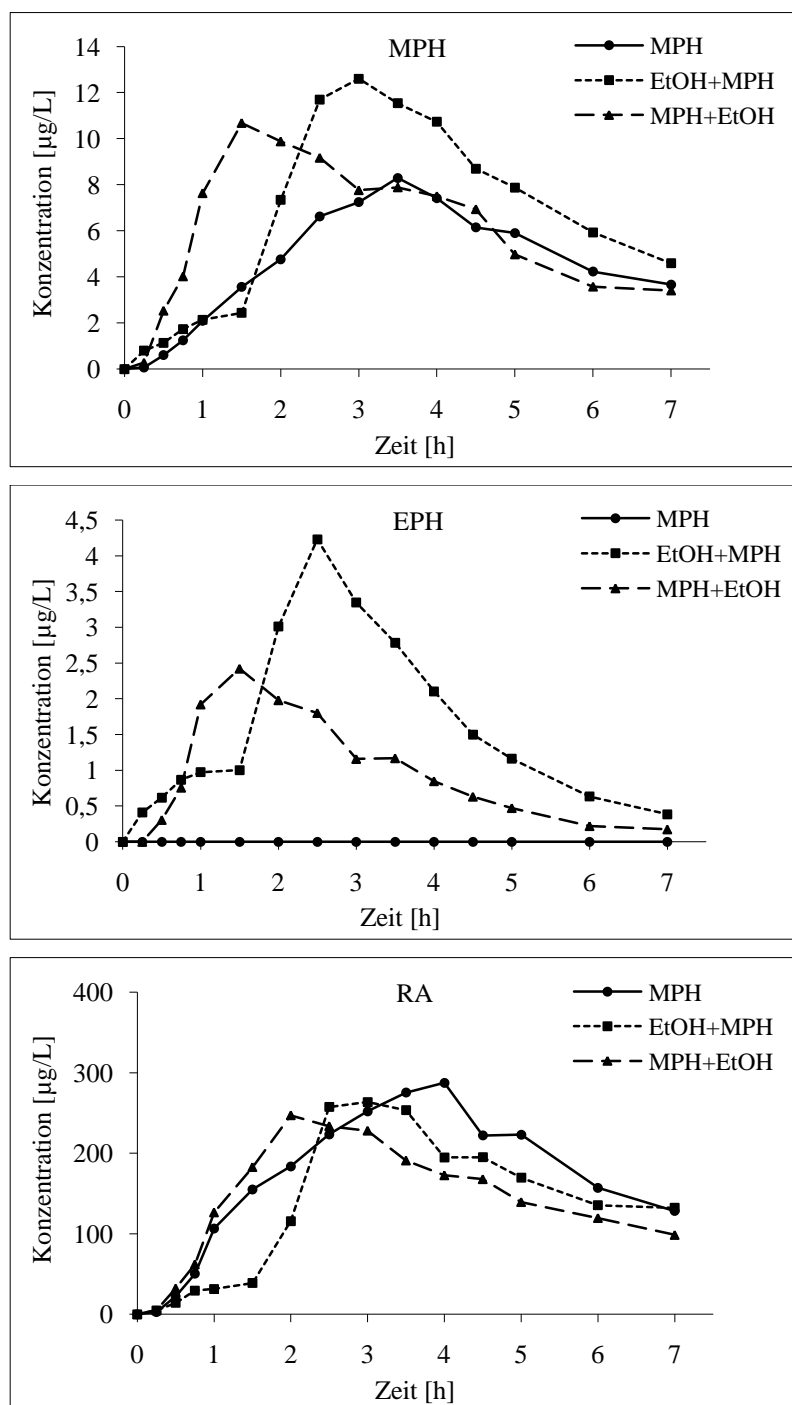 MPH
MPH
EtOH+MPH
MPH+EtOH
Konzentration [µg/L]
14
12
10
8
6
4
2
0
0 1 2 3 4 5 6 7
Zeit [h]
EPH
MPH
EtOH+MPH
MPH+EtOH
Konzentration [µg/L]
4,5
4
3,5
3
2,5
2
1,5
1
0,5
0
0 1 2 3 4 5 6 7
Zeit [h]
RA
MPH
EtOH+MPH
MPH+EtOH
Konzentration [µg/L]
400
300
200
100
0
0 1 2 3 4 5 6 7
Zeit [h]